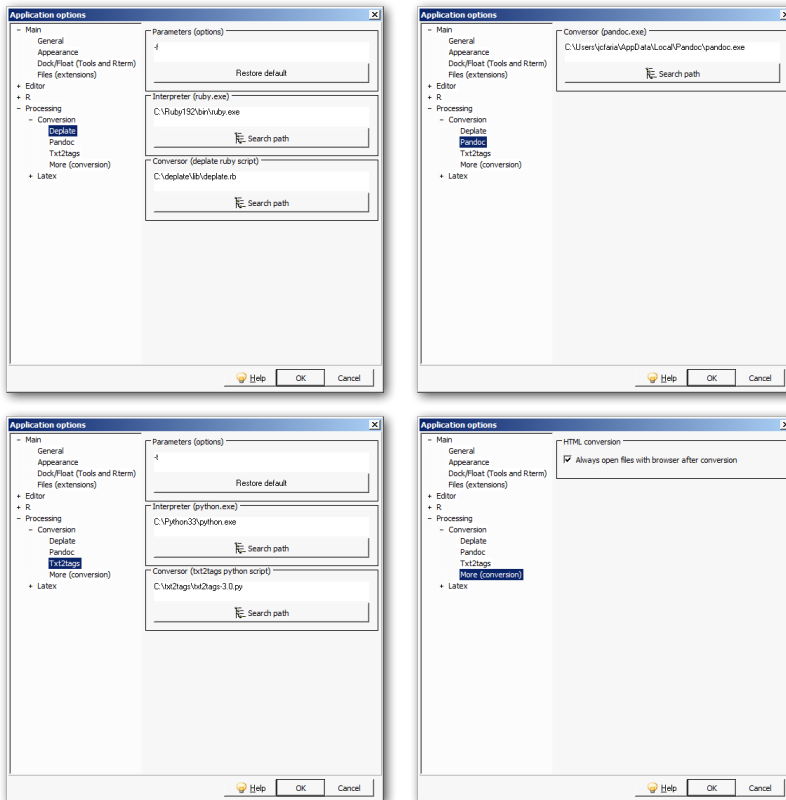 Application options
- Main
General
Appearance
Dock/Float (Tools and Rterm)
Files (extensions)
+ Editor
+ R
- Processing
- Conversion
Deplate
Pandoc
Txt2tags
More (conversion)
+ Latex
Parameters (options)
-f
Restore default
Interpreter (ruby.exe)
C:\Ruby192\bin\ruby.exe
Search path
Conversor (deplate ruby script)
C:\deplate\lib\deplate.rb
Search path
Help OK Cancel
Application options
- Main
General
Appearance
Dock/Float (Tools and Rterm)
Files (extensions)
+ Editor
+ R
- Processing
- Conversion
Deplate
Pandoc
Txt2tags
More (conversion)
+ Latex
Conversor (pandoc.exe)
C:\Users\jcfaria\AppData\Local\Pandoc\pandoc.exe
Search path
Help OK Cancel
Application options
- Main
General
Appearance
Dock/Float (Tools and Rterm)
Files (extensions)
+ Editor
+ R
- Processing
- Conversion
Deplate
Pandoc
Txt2tags
More (conversion)
+ Latex
Parameters (options)
-t
Restore default
Interpreter (python.exe)
C:\Python33\python.exe
Search path
Conversor (txt2tags python script)
C:\txt2tags\txt2tags-3.0.py
Search path
Help OK Cancel
Application options
- Main
General
Appearance
Dock/Float (Tools and Rterm)
Files (extensions)
+ Editor
+ R
- Processing
- Conversion
Deplate
Pandoc
Txt2tags
More (conversion)
+ Latex
HTML conversion
Always open files with browser after conversion
Help OK Cancel